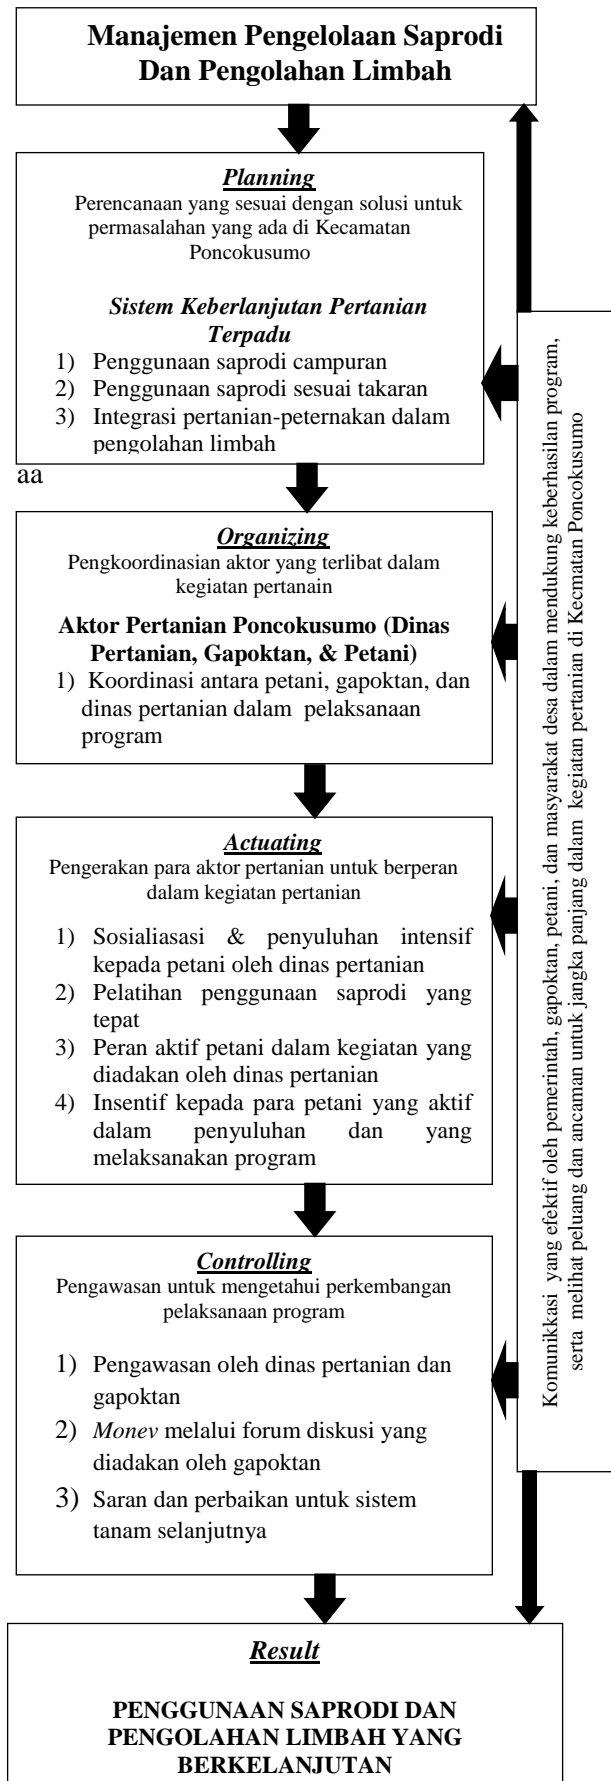 Manajemen Pengelolaan Saprodi
Dan Pengolahan Limbah
Planning
Perencanaan yang sesuai dengan solusi untuk
permasalahan yang ada di Kecamatan
Poncokusumo
Sistem Keberlanjutan Pertanian
Terpadu
1) Penggunaan saprodi campuran
2) Penggunaan saprodi sesuai takaran
3) Integrasi pertanian-peternakan dalam
pengolahan limbah
aa
Organizing
Pengkoordinasian aktor yang terlibat dalam
kegiatan pertanain
Aktor Pertanian Poncokusumo (Dinas
Pertanian, Gapoktan, & Petani)
1) Koordinasi antara petani, gapoktan, dan
dinas pertanian dalam pelaksanaan
program
Actuating
Pengerakan para aktor pertanian untuk berperan
dalam kegiatan pertanian
1) Sosialiasasi & penyuluhan intensif
kepada petani oleh dinas pertanian
2) Pelatihan penggunaan saprodi yang
tepat
3) Peran aktif petani dalam kegiatan yang
diadakan oleh dinas pertanian
4) Insentif kepada para petani yang aktif
dalam penyuluhan dan yang
melaksanakan program
Controlling
Pengawasan untuk mengetahui perkembangan
pelaksanaan program
1) Pengawasan oleh dinas pertanian dan
gapoktan
2) Monev melalui forum diskusi yang
diadakan oleh gapoktan
3) Saran dan perbaikan untuk sistem
tanam selanjutnya
Result
PENGGUNAAN SAPRODI DAN
PENGOLAHAN LIMBAH YANG
BERKELANJUTAN
Komunikkasi yang efektif oleh pemerintah, gapoktan, petani, dan masyarakat desa dalam mendukung keberhasilan program,
serta melihat peluang dan ancaman untuk jangka panjang dalam kegiatan pertanian di Kecmatan Poncokusumo